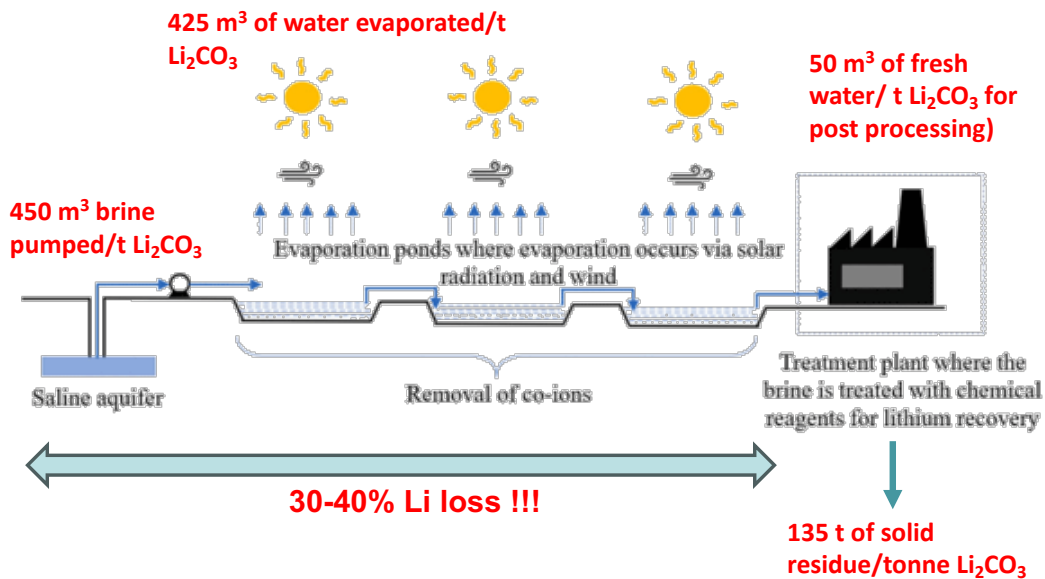 425 m³ of water evaporated/t
Li₂CO₃
50 m³ of fresh
water/ t Li₂CO₃ for
post processing)
450 m³ brine
pumped/t Li₂CO₃
Evaporation ponds where evaporation occurs via solar
radiation and wind
Saline aquifer
Removal of co-ions
Treatment plant where the
brine is treated with chemical
reagents for lithium recovery
30-40% Li loss !!!
135 t of solid
residue/tonne Li₂CO₃